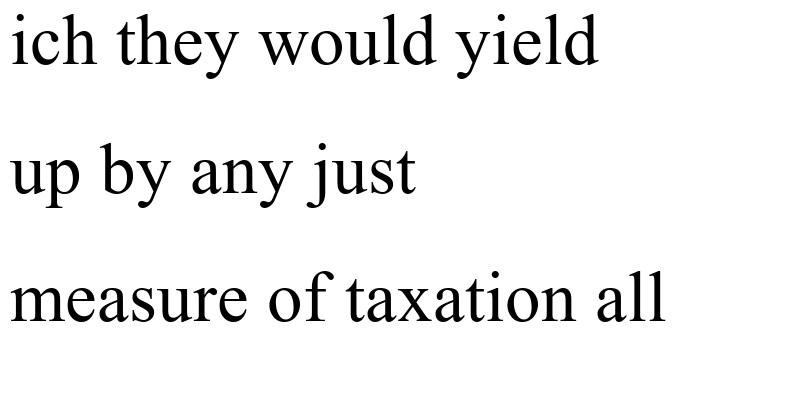 ich they would yield
up by any just
measure of taxation all